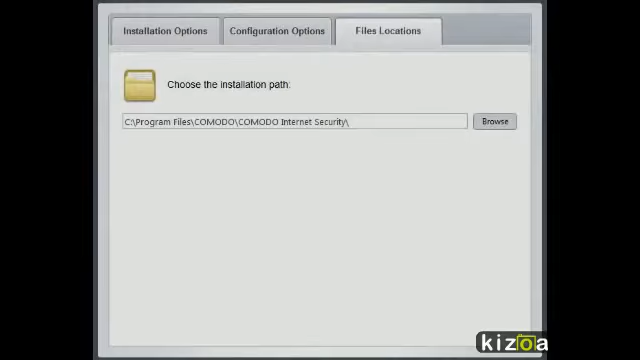 Installation Options
Configuration Options
Files Locations
Choose the installation path:
C:\Program Files\COMODO\COMODO Internet Security\
Browse
kizoa